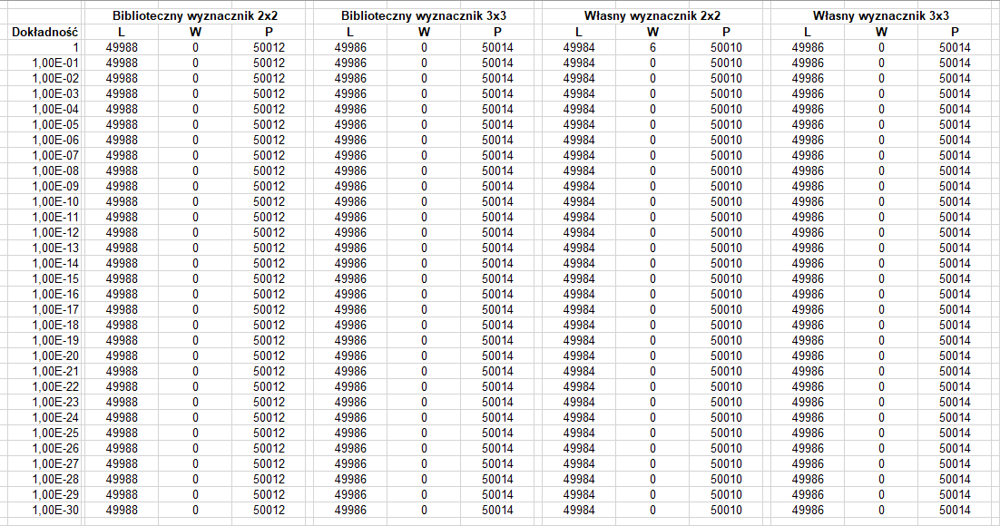 Biblioteczny wyznacznik 2x2 Biblioteczny wyznacznik 3x3 Własny wyznacznik 2x2 Własny wyznacznik 3x3
Dokładność L W P L W P L W P L W P
1 49988 0 50012 49986 0 50014 49984 6 50010 49986 0 50014
1,00E-01 49988 0 50012 49986 0 50014 49984 0 50010 49986 0 50014
1,00E-02 49988 0 50012 49986 0 50014 49984 0 50010 49986 0 50014
1,00E-03 49988 0 50012 49986 0 50014 49984 0 50010 49986 0 50014
1,00E-04 49988 0 50012 49986 0 50014 49984 0 50010 49986 0 50014
1,00E-05 49988 0 50012 49986 0 50014 49984 0 50010 49986 0 50014
1,00E-06 49988 0 50012 49986 0 50014 49984 0 50010 49986 0 50014
1,00E-07 49988 0 50012 49986 0 50014 49984 0 50010 49986 0 50014
1,00E-08 49988 0 50012 49986 0 50014 49984 0 50010 49986 0 50014
1,00E-09 49988 0 50012 49986 0 50014 49984 0 50010 49986 0 50014
1,00E-10 49988 0 50012 49986 0 50014 49984 0 50010 49986 0 50014
1,00E-11 49988 0 50012 49986 0 50014 49984 0 50010 49986 0 50014
1,00E-12 49988 0 50012 49986 0 50014 49984 0 50010 49986 0 50014
1,00E-13 49988 0 50012 49986 0 50014 49984 0 50010 49986 0 50014
1,00E-14 49988 0 50012 49986 0 50014 49984 0 50010 49986 0 50014
1,00E-15 49988 0 50012 49986 0 50014 49984 0 50010 49986 0 50014
1,00E-16 49988 0 50012 49986 0 50014 49984 0 50010 49986 0 50014
1,00E-17 49988 0 50012 49986 0 50014 49984 0 50010 49986 0 50014
1,00E-18 49988 0 50012 49986 0 50014 49984 0 50010 49986 0 50014
1,00E-19 49988 0 50012 49986 0 50014 49984 0 50010 49986 0 50014
1,00E-20 49988 0 50012 49986 0 50014 49984 0 50010 49986 0 50014
1,00E-21 49988 0 50012 49986 0 50014 49984 0 50010 49986 0 50014
1,00E-22 49988 0 50012 49986 0 50014 49984 0 50010 49986 0 50014
1,00E-23 49988 0 50012 49986 0 50014 49984 0 50010 49986 0 50014
1,00E-24 49988 0 50012 49986 0 50014 49984 0 50010 49986 0 50014
1,00E-25 49988 0 50012 49986 0 50014 49984 0 50010 49986 0 50014
1,00E-26 49988 0 50012 49986 0 50014 49984 0 50010 49986 0 50014
1,00E-27 49988 0 50012 49986 0 50014 49984 0 50010 49986 0 50014
1,00E-28 49988 0 50012 49986 0 50014 49984 0 50010 49986 0 50014
1,00E-29 49988 0 50012 49986 0 50014 49984 0 50010 49986 0 50014
1,00E-30 49988 0 50012 49986 0 50014 49984 0 50010 49986 0 50014